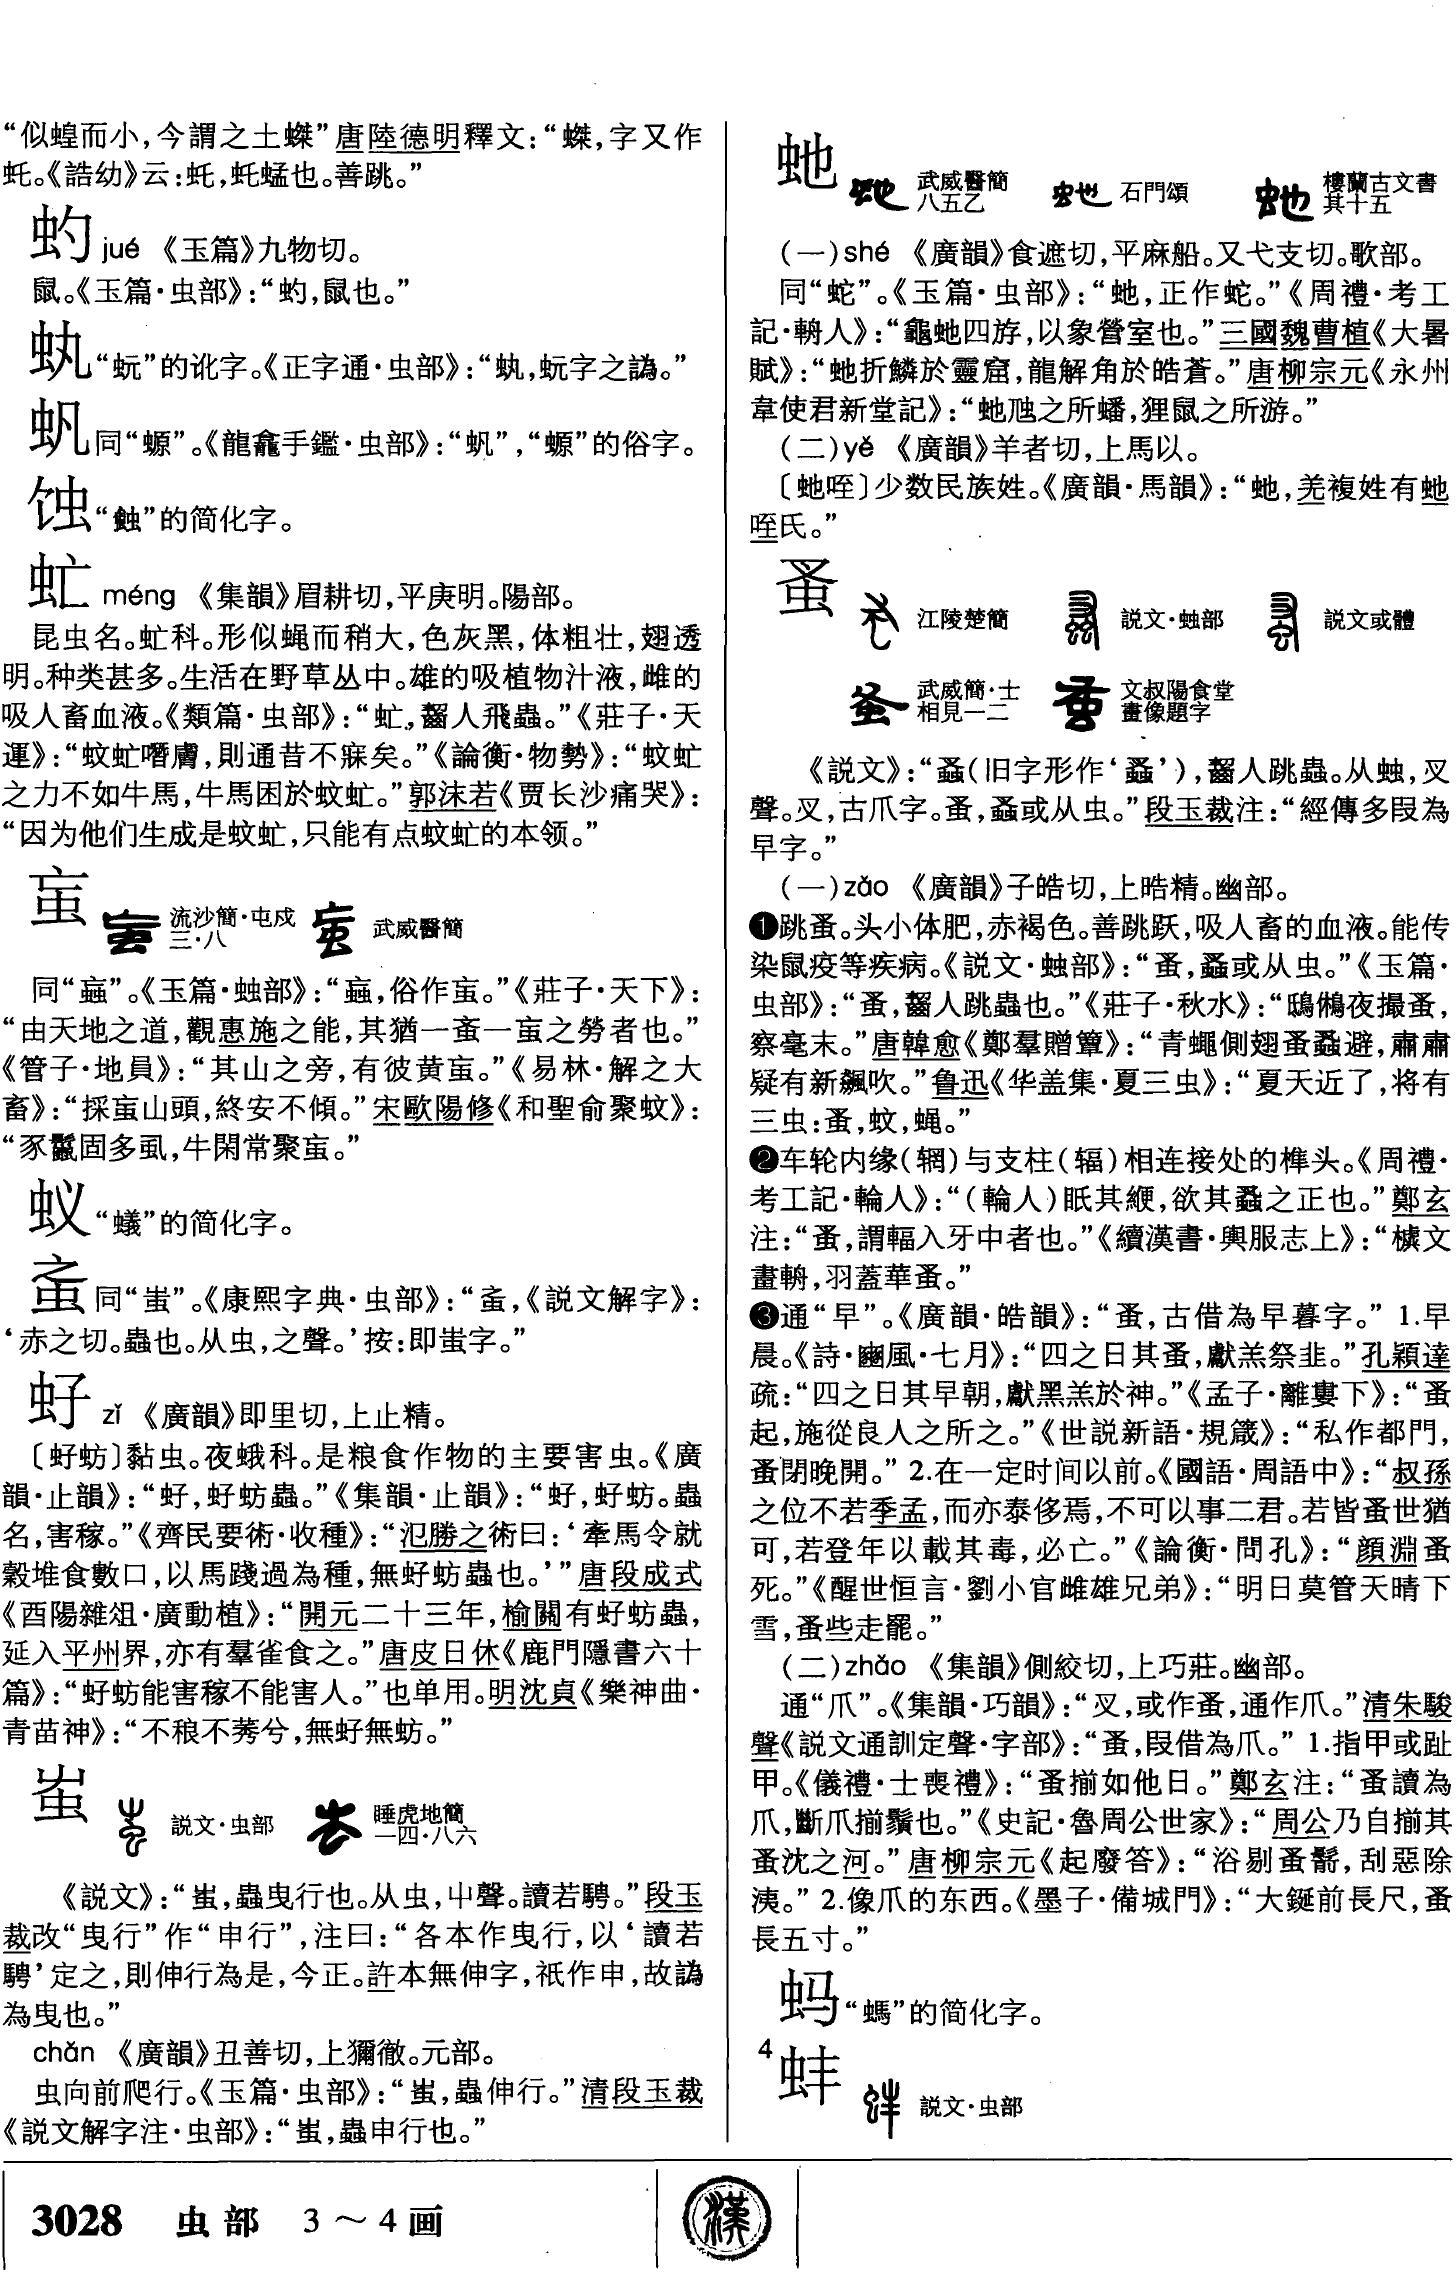 “似蝗而小,今謂之土螇”唐陸德明釋文:“螇,字又作
虴。《誥幼》云:虴,虴蜢也。善跳。”
虳 jué 《玉篇》九物切。
鼠。《玉篇·虫部》:“虳,鼠也。”
“蚖”的讹字。《正字通·虫部》:“䖯,蚖字之譌。”
同“螈”。《龍龕手鑑·虫部》:“䖠”,“螈”的俗字。
蚀 “蝕”的简化字。
虻 méng 《集韻》眉耕切,平庚明。陽部。
昆虫名。虻科。形似蝇而稍大,色灰黑,体粗壮,翅透
明。种类甚多。生活在野草丛中。雄的吸植物汁液,雌的
吸人畜血液。《類篇·虫部》:“虻,齧人飛蟲。”《莊子·天
運》:“蚊虻噆膚,則通昔不寐矣。”《論衡·物勢》:“蚊虻
之力不如牛馬,牛馬困於蚊虻。”郭沫若《贾长沙痛哭》:
“因为他们生成是蚊虻,只能有点蚊虻的本领。”
䖟 流沙簡·屯戍三·八 武威醫簡
同“蝱”。《玉篇·䖵部》:“蝱,俗作䖟。”《莊子·天下》:
“由天地之道,觀惠施之能,其猶一蚉一䖟之勞者也。”
《管子·地員》:“其山之旁,有彼黄䖟。”《易林·解之大
畜》:“採䖟山頭,終安不傾。”宋歐陽修《和聖俞聚蚊》:
“豕鬣固多虱,牛閑常聚䖟。”
蚁 “蟻”的简化字。
同“蚩”。《康熙字典·虫部》:“䖝,《説文解字》:
‘赤之切。蟲也。从虫,之聲。’按:即蚩字。”
虸 zǐ 《廣韻》即里切,上止精。
〔虸蚄〕黏虫。夜蛾科。是粮食作物的主要害虫。《廣
韻·止韻》:“虸,虸蚄蟲。”《集韻·止韻》:“虸,虸蚄。蟲
名,害稼。”《齊民要術·收種》:“氾勝之術曰:‘牽馬令就
穀堆食數口,以馬踐過為種,無虸蚄蟲也。’”唐段成式
《酉陽雜俎·廣動植》:“開元二十三年,榆關有虸蚄蟲,
延入平州界,亦有羣雀食之。”唐皮日休《鹿門隱書六十
篇》:“虸蚄能害稼不能害人。”也单用。明沈貞《樂神曲·
青苗神》:“不稂不莠兮,無虸無蚄。”
蚩 説文·虫部 睡虎地簡一四·八六
《説文》:“蚩,蟲曳行也。从虫,屮聲。讀若騁。”段玉
裁改“曳行”作“申行”,注曰:“各本作曳行,以‘讀若
騁’定之,則伸行為是,今正。許本無伸字,衹作申,故譌
為曳也。”
chǎn 《廣韻》丑善切,上獮徹。元部。
虫向前爬行。《玉篇·虫部》:“蚩,蟲伸行。”清段玉裁
《説文解字注·虫部》:“蚩,蟲申行也。”
虵 武威醫簡八五乙 石門頌 樓蘭古文書其十五
(一)shé 《廣韻》食遮切,平麻船。又弋支切。歌部。
同“蛇”。《玉篇·虫部》:“虵,正作蛇。”《周禮·考工
記·輈人》:“龜虵四斿,以象營室也。”三國魏曹植《大暑
賦》:“虵折鱗於靈窟,龍解角於皓蒼。”唐柳宗元《永州
韋使君新堂記》:“虵虺之所蟠,狸鼠之所游。”
(二)yě 《廣韻》羊者切,上馬以。
〔虵咥〕少数民族姓。《廣韻·馬韻》:“虵,羌複姓有虵
咥氏。”
蚤 江陵楚簡 説文·䖵部 説文或體
武威簡·士相見一二 文叔陽食堂畫像題字
《説文》:“蝨(旧字形作‘蝨’),齧人跳蟲。从䖵,叉
聲。叉,古爪字。蚤,蝨或从虫。”段玉裁注:“經傳多叚為
早字。”
(一)zǎo 《廣韻》子皓切,上晧精。幽部。
❶跳蚤。头小体肥,赤褐色。善跳跃,吸人畜的血液。能传
染鼠疫等疾病。《説文·䖵部》:“蚤,蝨或从虫。”《玉篇·
虫部》:“蚤,齧人跳蟲也。”《莊子·秋水》:“鴟鵂夜撮蚤,
察毫末。”唐韓愈《鄭羣贈簟》:“青蠅側翅蚤蝨避,肅肅
疑有新飆吹。”鲁迅《华盖集·夏三虫》:“夏天近了,将有
三虫:蚤,蚊,蝇。”
❷车轮内缘(辋)与支柱(辐)相连接处的榫头。《周禮·
考工記·輪人》:“(輪人)眡其綆,欲其蚤之正也。”鄭玄
注:“蚤,謂輻入牙中者也。”《續漢書·輿服志上》:“櫎文
畫輈,羽蓋華蚤。”
❸通“早”。《廣韻·皓韻》:“蚤,古借為早暮字。” 1.早
晨。《詩·豳風·七月》:“四之日其蚤,獻羔祭韭。”孔穎達
疏:“四之日其早朝,獻黑羔於神。”《孟子·離婁下》:“蚤
起,施從良人之所之。”《世説新語·規箴》:“私作都門,
蚤閉晚開。” 2.在一定时间以前。《國語·周語中》:“叔孫
之位不若季孟,而亦泰侈焉,不可以事二君。若皆蚤世猶
可,若登年以載其毒,必亡。”《論衡·問孔》:“顔淵蚤
死。”《醒世恒言·劉小官雌雄兄弟》:“明日莫管天晴下
雪,蚤些走罷。”
(二)zhǎo 《集韻》側絞切,上巧莊。幽部。
通“爪”。《集韻·巧韻》:“叉,或作蚤,通作爪。”清朱駿
聲《説文通訓定聲·孚部》:“蚤,叚借為爪。” 1.指甲或趾
甲。《儀禮·士喪禮》:“蚤揃如他日。”鄭玄注:“蚤讀為
爪,斷爪揃鬚也。”《史記·魯周公世家》:“周公乃自揃其
蚤沈之河。”唐柳宗元《起廢答》:“浴剔蚤鬋,刮惡除
洟。” 2.像爪的东西。《墨子·備城門》:“大鋋前長尺,蚤
長五寸。”
蚂 “螞”的简化字。
4
蚌 説文·虫部
3028 虫部 3～4画
漢